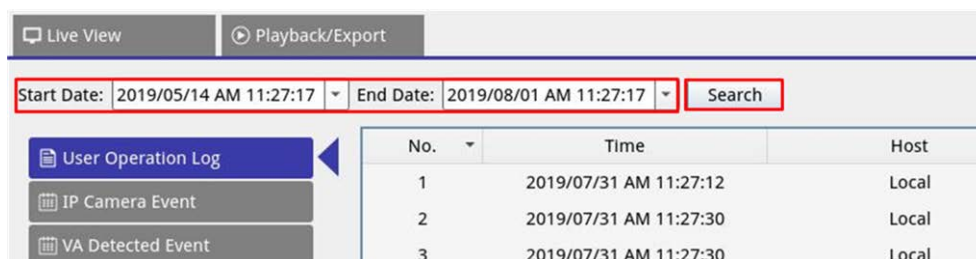 Live View Playback/Export
Start Date: 2019/05/14 AM 11:27:17 End Date: 2019/08/01 AM 11:27:17 Search
User Operation Log
IP Camera Event
VA Detected Event
No. Time Host
1 2019/07/31 AM 11:27:12 Local
2 2019/07/31 AM 11:27:30 Local
3 2019/07/31 AM 11:27:30 Local